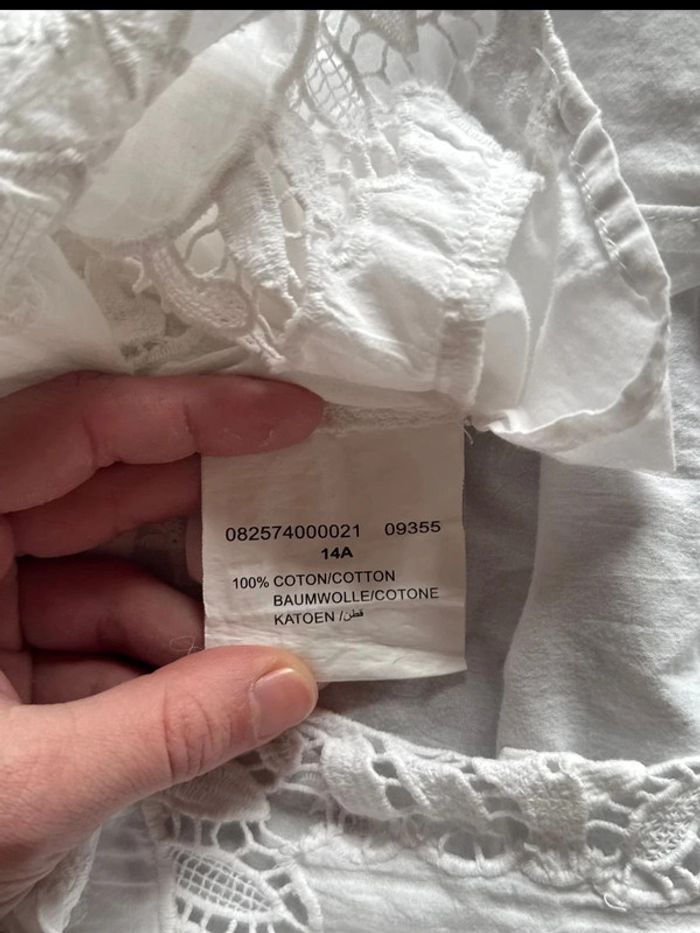 082574000021 09355
14A
100% COTON/COTTON
BAUMWOLLE/COTONE
KATOEN /قطن